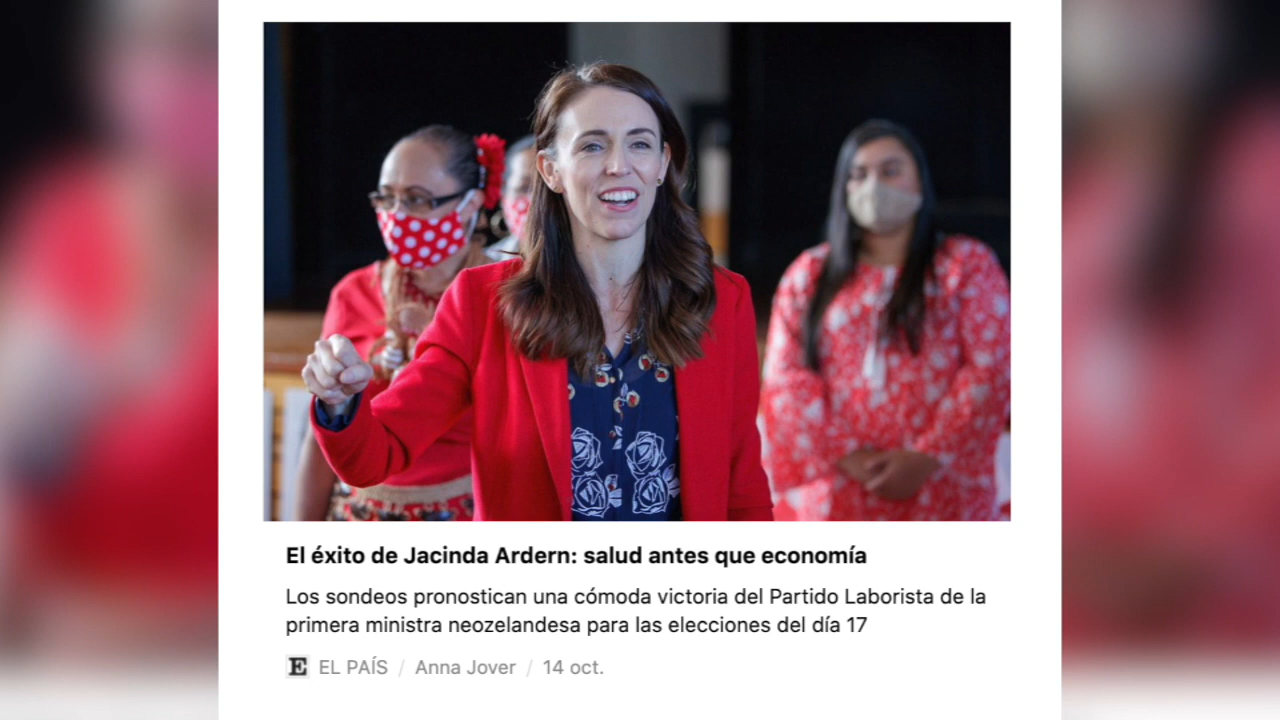 El éxito de Jacinda Ardern: salud antes que economía
Los sondeos pronostican una cómoda victoria del Partido Laborista de la
primera ministra neozelandesa para las elecciones del día 17
E EL PAÍS / Anna Jover / 14 oct.